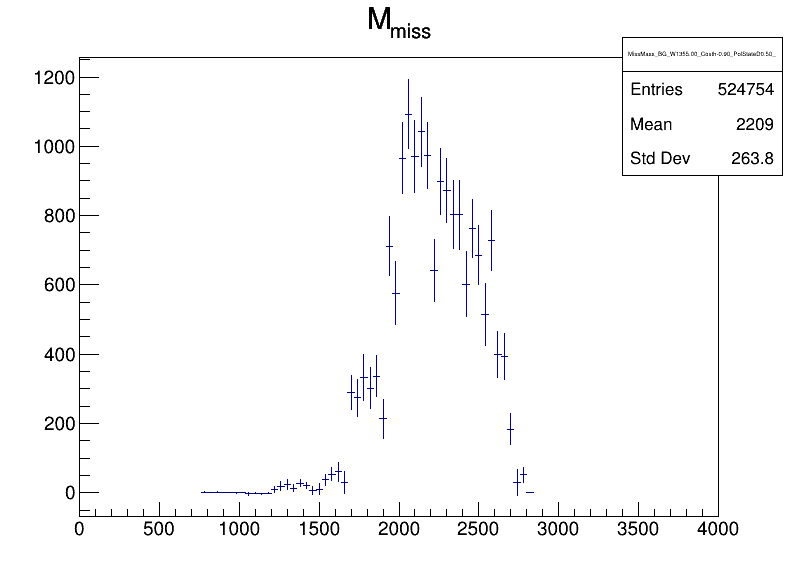 M_miss
MissMass_BG_W1355.00_Costh-0.90_PolStateD0.50_
Entries 524754
Mean 2209
Std Dev 263.8
1200
1000
800
600
400
200
0
0 500 1000 1500 2000 2500 3000 3500 4000